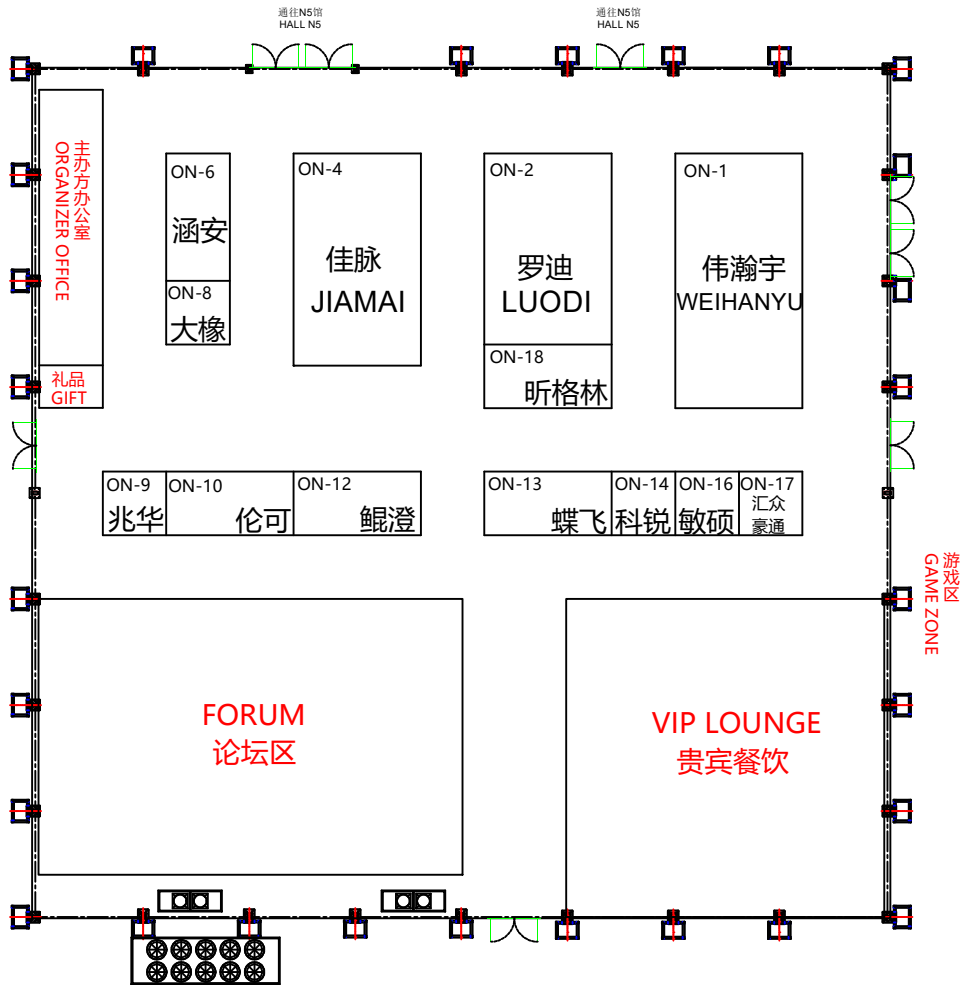 通往N5馆
HALL N5
通往N5馆
HALL N5
主办方办公室
ORGANIZER OFFICE
礼品
GIFT
ON-6
涵安
ON-8
大橡
ON-4
佳脉
JIAMAI
ON-2
罗迪
LUODI
ON-18
昕格林
ON-1
伟瀚宇
WEIHANYU
ON-9
兆华
ON-10
伦可
ON-12
鲲澄
ON-13
蝶飞
ON-14
科锐
ON-16
敏硕
ON-17
汇众
豪通
游戏区
GAME ZONE
FORUM
论坛区
VIP LOUNGE
贵宾餐饮